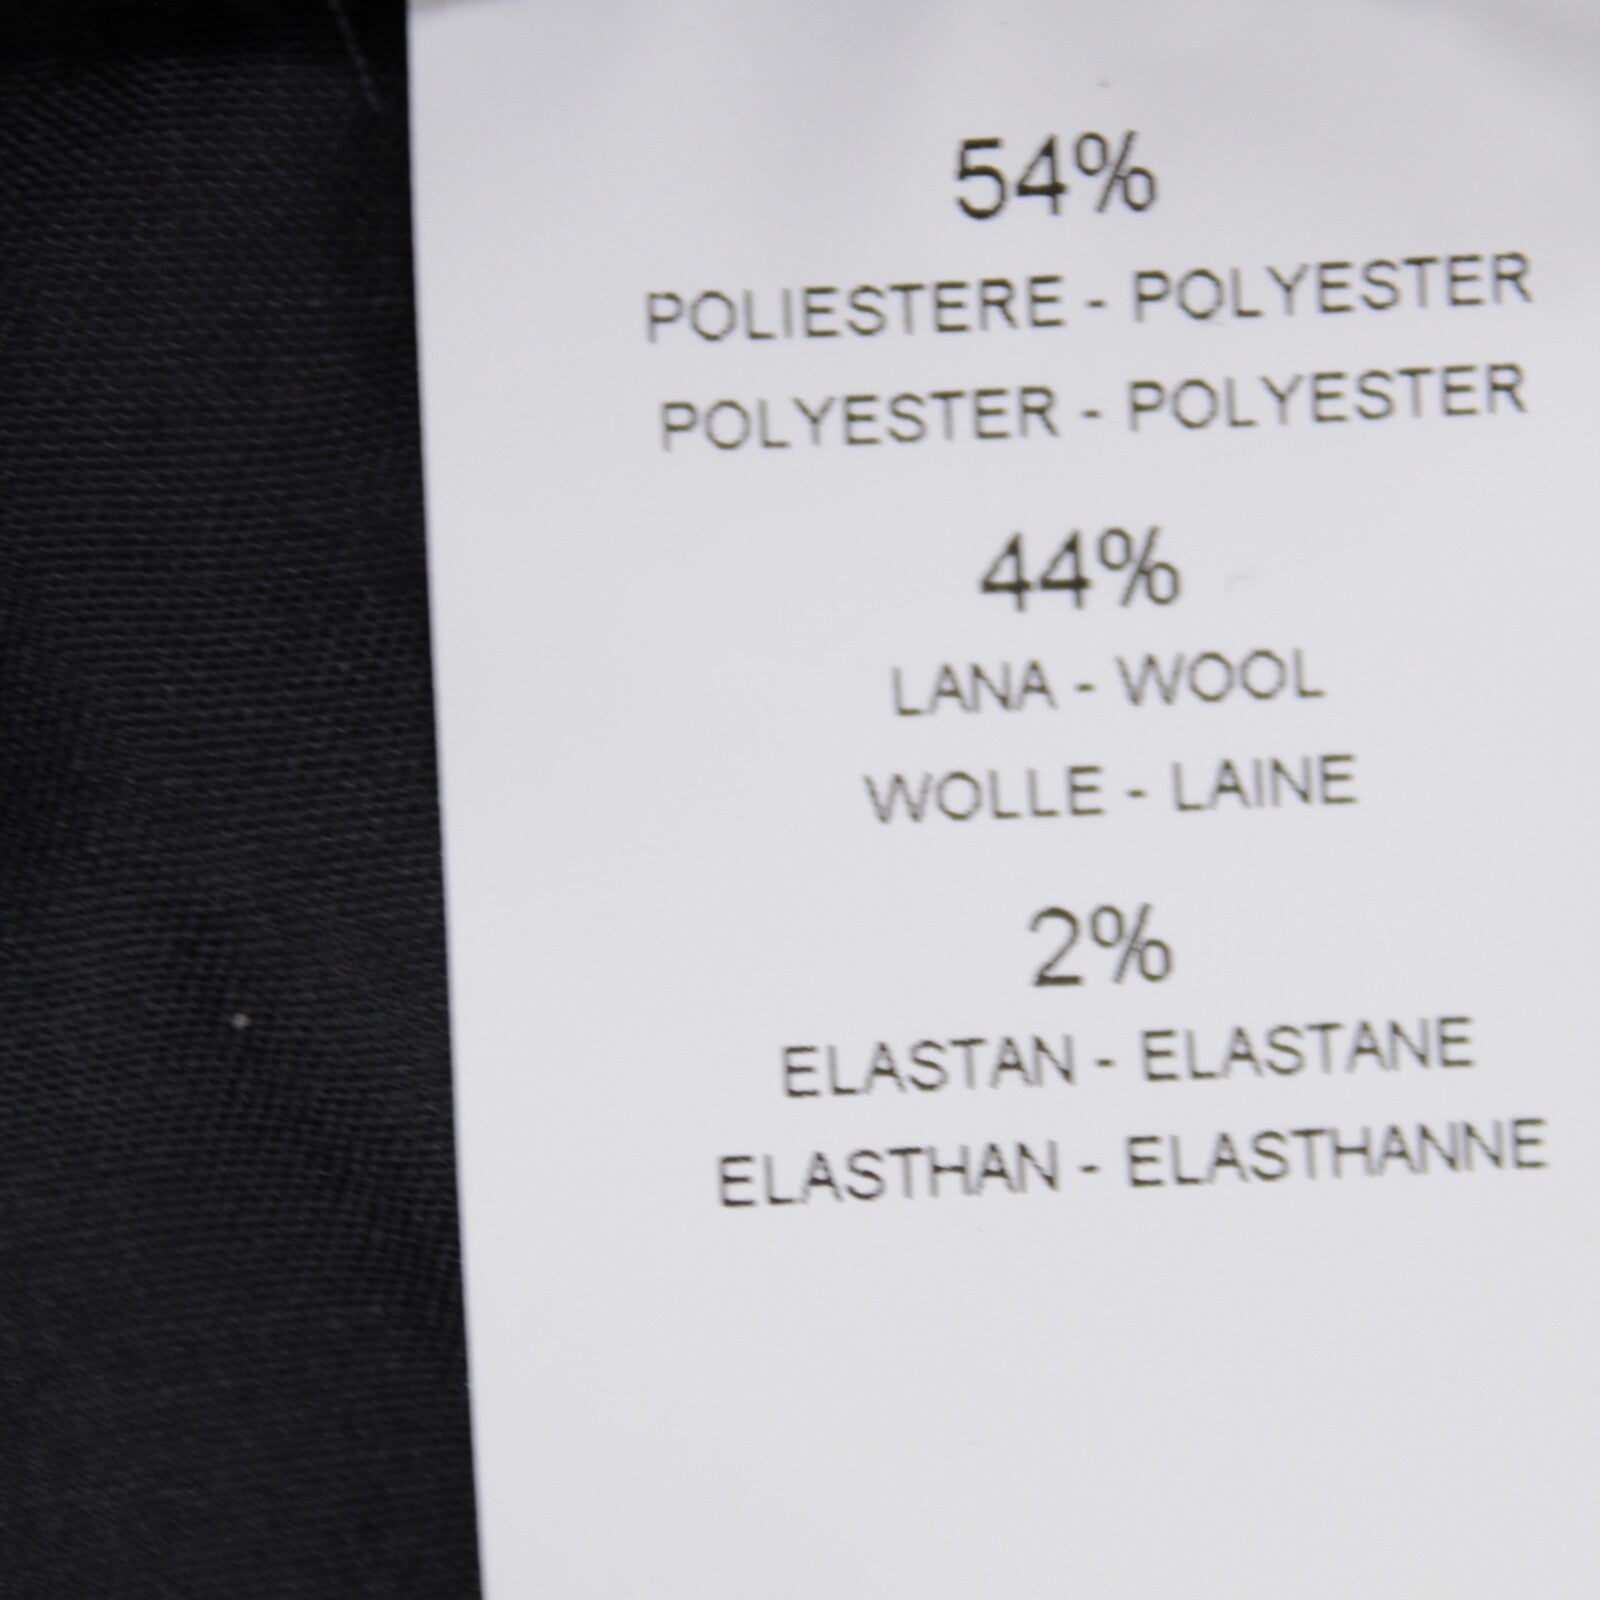 54%
POLIESTERE - POLYESTER
POLYESTER - POLYESTER
44%
LANA - WOOL
WOLLE - LAINE
2%
ELASTAN - ELASTANE
ELASTHAN - ELASTHANNE